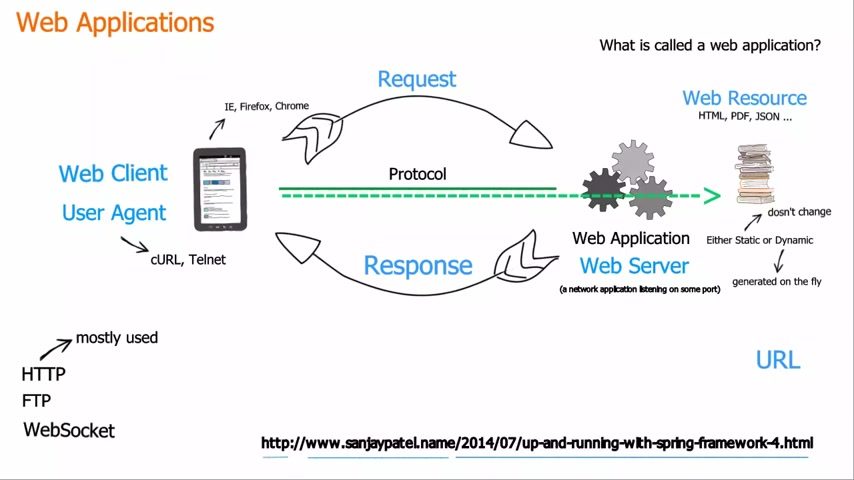 Web Applications
What is called a web application?
Request
Web Resource
HTML, PDF, JSON ...
IE, Firefox, Chrome
Web Client
User Agent
cURL, Telnet
Protocol
Response
Web Application
Web Server
(a network application listening on some port)
dosn't change
Either Static or Dynamic
generated on the fly
mostly used
HTTP
FTP
WebSocket
URL
http://www.sanjaypatel.name/2014/07/up-and-running-with-spring-framework-4.html